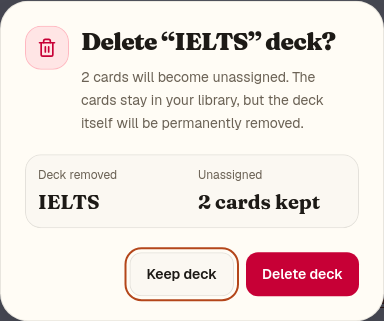 Delete “IELTS” deck?
2 cards will become unassigned. The
cards stay in your library, but the deck
itself will be permanently removed.
Deck removed
IELTS
Unassigned
2 cards kept
Keep deck
Delete deck